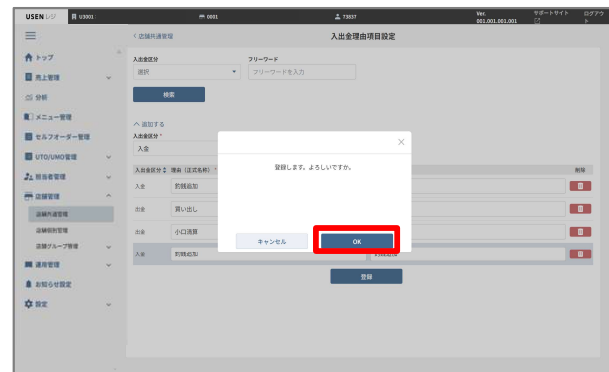 USEN レジ
U3001
0001
73837
Ver. 001.001.001.001
サポートサイト
ログアウト
トップ
売上管理
分析
メニュー管理
セルフオーダー管理
UTO/UMO管理
担当者管理
店舗管理
店舗共通管理
店舗個別管理
店舗グループ管理
運用管理
お知らせ設定
設定
< 店舗共通管理
入出金理由項目設定
入出金区分
フリーワード
選択
フリーワードを入力
検索
追加する
入出金区分 *
入金
入出金区分
理由（正式名称） *
削除
入金
釣銭追加
出金
買い出し
出金
小口清算
入金
釣銭追加
釣銭追加
登録
登録します。よろしいですか。
キャンセル
OK